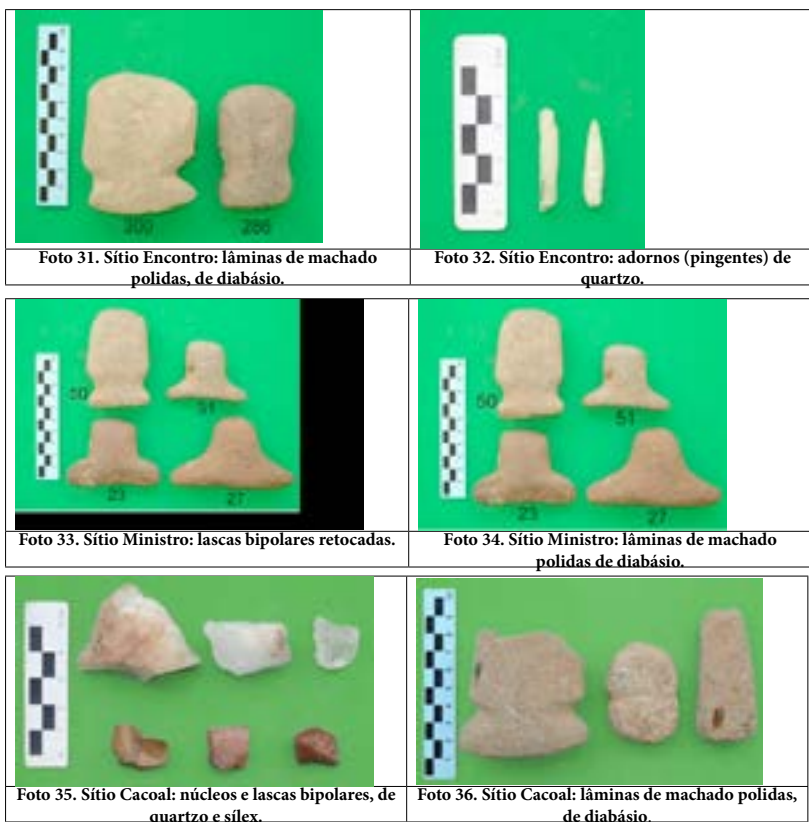 200 286
Foto 31. Sítio Encontro: lâminas de machado
polidas, de diabásio.
Foto 32. Sítio Encontro: adornos (pingentes) de
quartzo.
50 51
23 27
Foto 33. Sítio Ministro: lascas bipolares retocadas.
50 51
23 27
Foto 34. Sítio Ministro: lâminas de machado
polidas de diabásio.
Foto 35. Sítio Cacoal: núcleos e lascas bipolares, de
quartzo e sílex.
Foto 36. Sítio Cacoal: lâminas de machado polidas,
de diabásio.